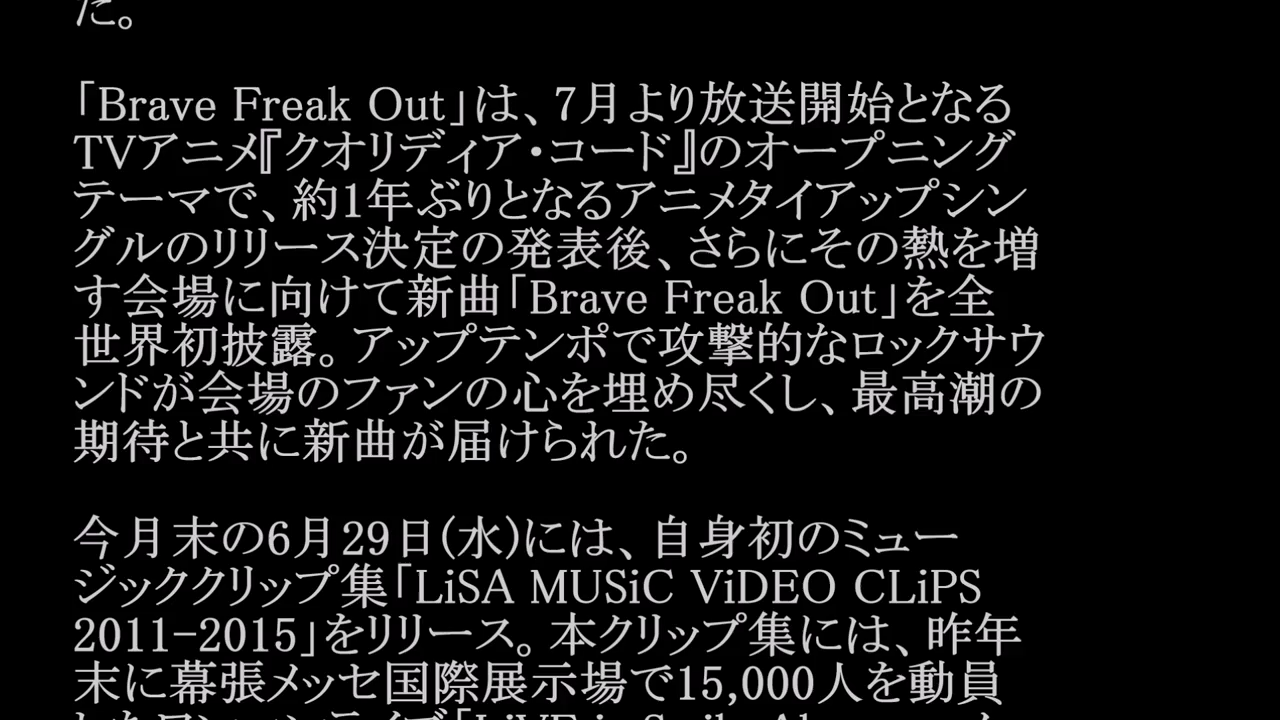 た。
「Brave Freak Out」は、7月より放送開始となる
TVアニメ『クオリディア・コード』のオープニング
テーマで、約1年ぶりとなるアニメタイアップシン
グルのリリース決定の発表後、さらにその熱を増
す会場に向けて新曲「Brave Freak Out」を全
世界初披露。アップテンポで攻撃的なロックサウ
ンドが会場のファンの心を埋め尽くし、最高潮の
期待と共に新曲が届けられた。
今月末の6月29日(水)には、自身初のミュー
ジッククリップ集「LiSA MUSiC ViDEO CLiPS
2011-2015」をリリース。本クリップ集には、昨年
末に幕張メッセ国際展示場で15,000人を動員